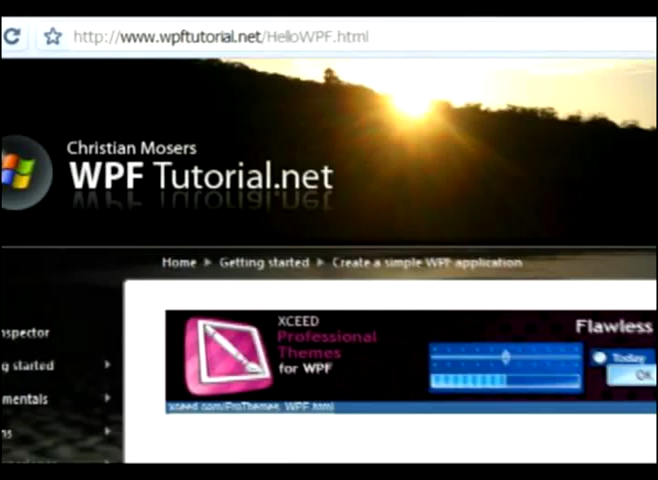 http://www.wpftutorial.net/HelloWPF.html
Christian Mosers
WPF Tutorial.net
Home
Getting started
Create a simple WPF application
XCEED
Professional
Themes
for WPF
Flawless
Today
OK
xceed.com/ProThemes_WPF.html
nspector
g started
mentals
ns